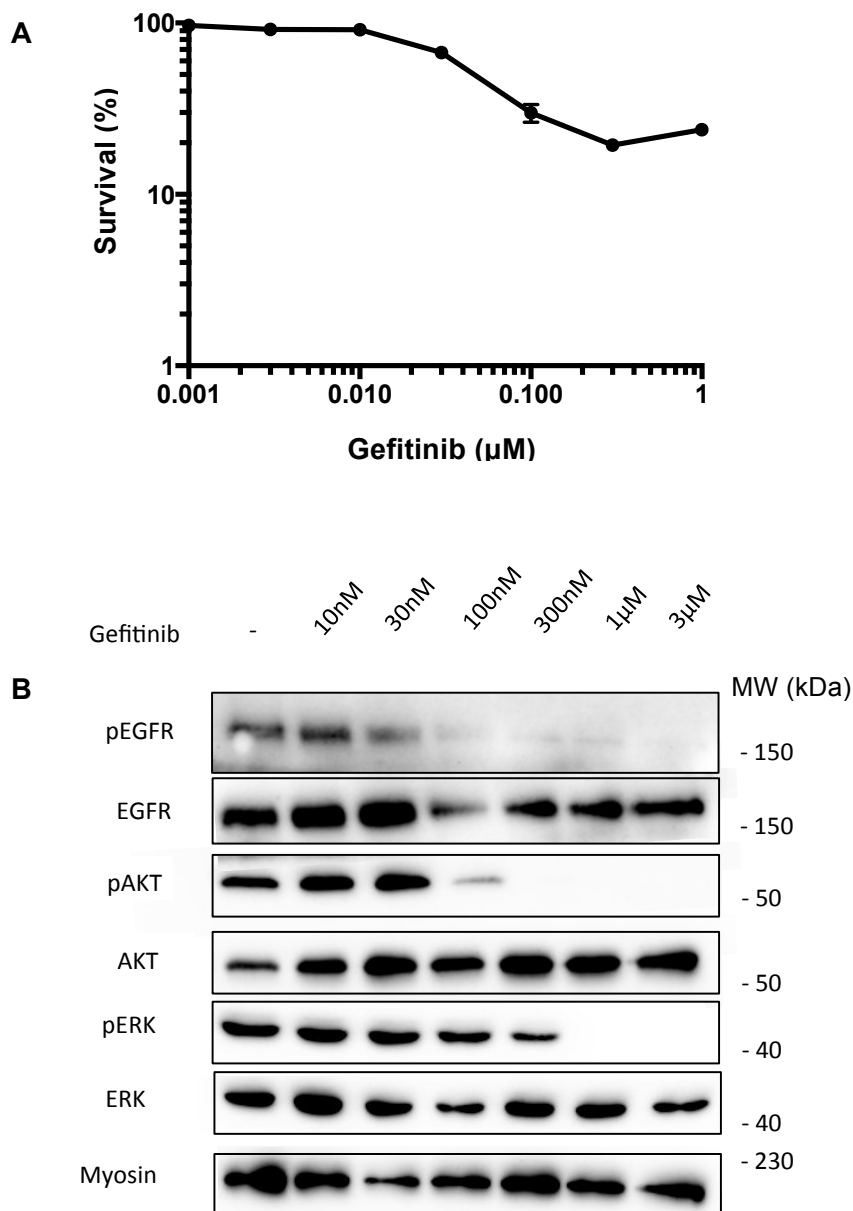 A
100
10
1
Survival (%)
0.001 0.010 0.100 1
Gefitinib (μM)
Gefitinib - 10nM 30nM 100nM 300nM 1μM 3μM
B MW (kDa)
pEGFR - 150
EGFR - 150
pAKT - 50
AKT - 50
pERK - 40
ERK - 40
Myosin - 230